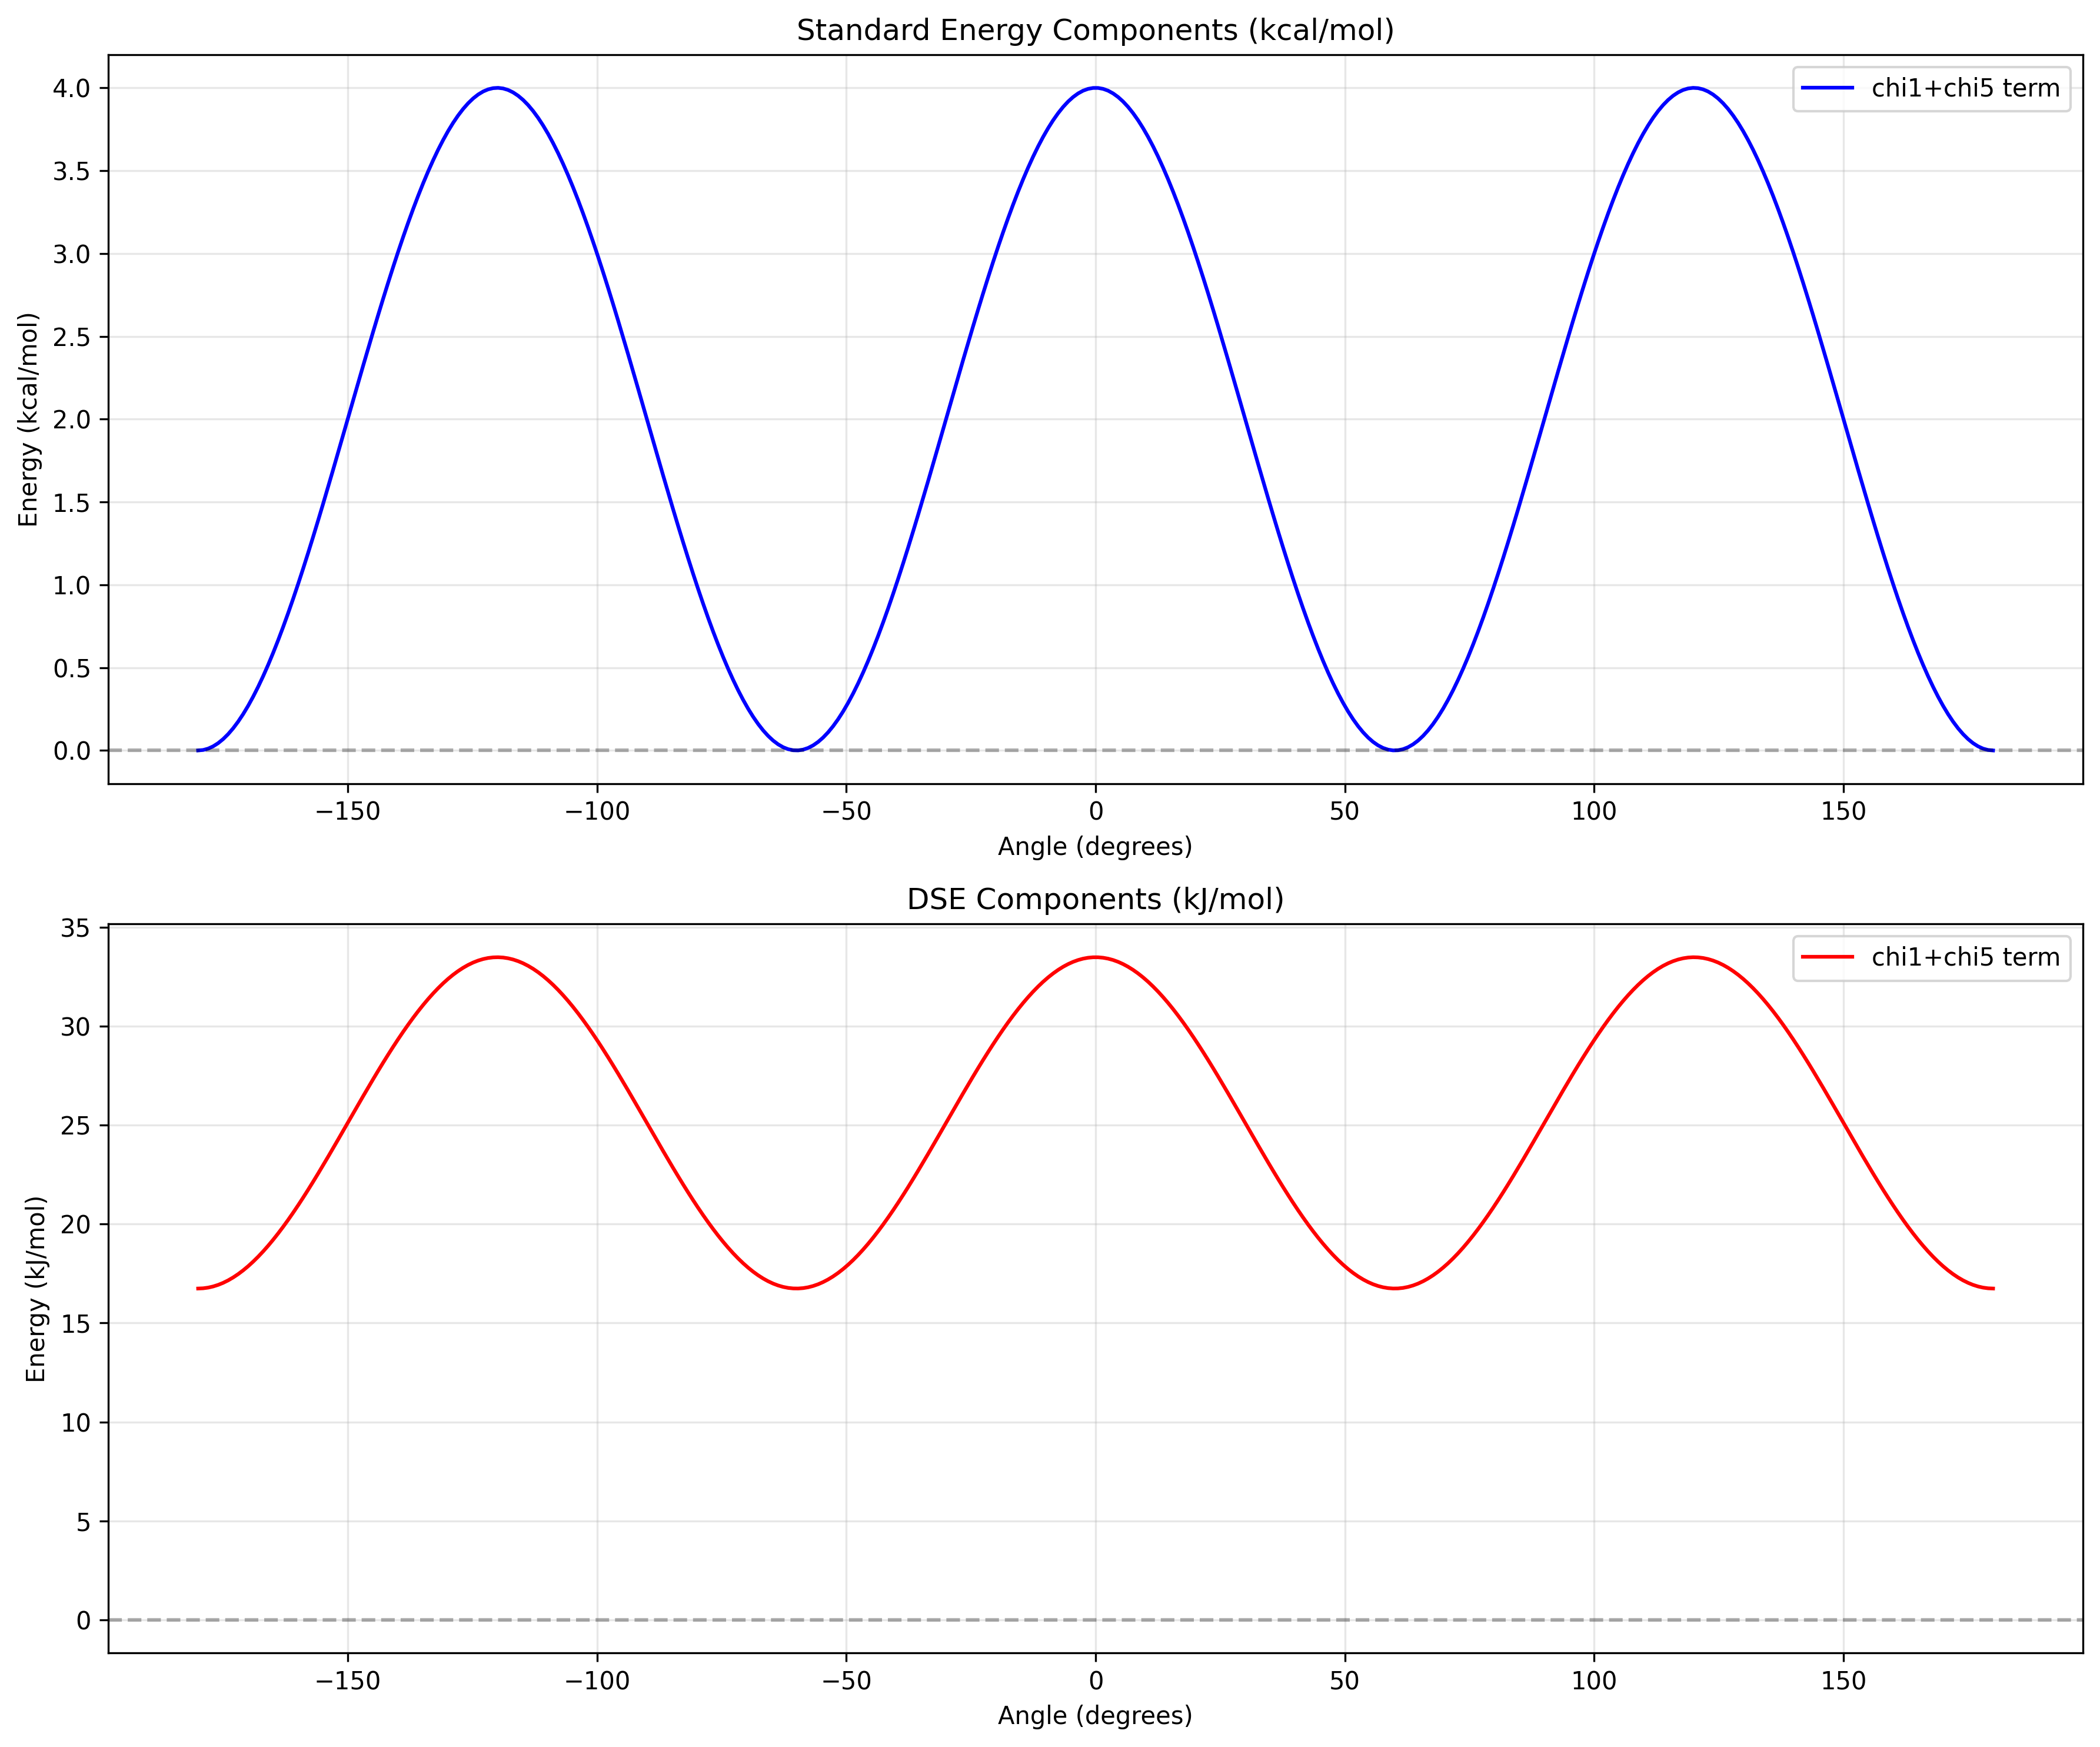 Standard Energy Components (kcal/mol)
chi1+chi5 term
Energy (kcal/mol)
4.0
3.5
3.0
2.5
2.0
1.5
1.0
0.5
0.0
−150 −100 −50 0 50 100 150
Angle (degrees)
DSE Components (kJ/mol)
chi1+chi5 term
Energy (kJ/mol)
35
30
25
20
15
10
5
0
−150 −100 −50 0 50 100 150
Angle (degrees)